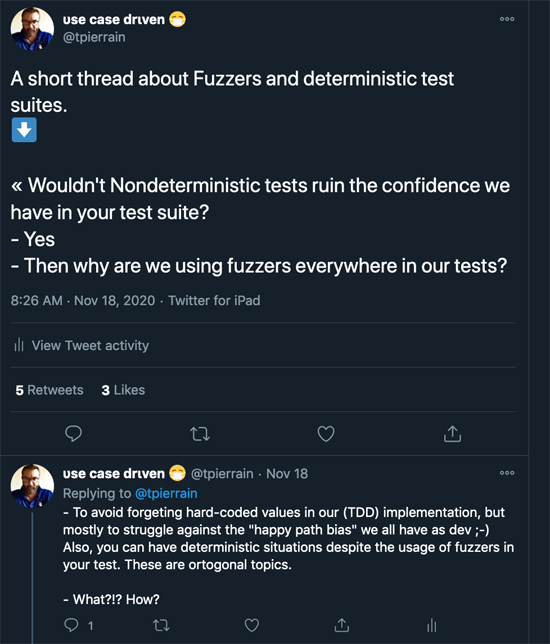 use case drıven 😷
@tpierrain
A short thread about Fuzzers and deterministic test
suites.
⬇️
« Wouldn't Nondeterministic tests ruin the confidence we
have in your test suite?
- Yes
- Then why are we using fuzzers everywhere in our tests?
8:26 AM · Nov 18, 2020 · Twitter for iPad
View Tweet activity
5 Retweets 3 Likes
use case drıven 😷 @tpierrain · Nov 18
Replying to @tpierrain
- To avoid forgeting hard-coded values in our (TDD) implementation, but
mostly to struggle against the "happy path bias" we all have as dev ;-)
Also, you can have deterministic situations despite the usage of fuzzers in
your test. These are ortogonal topics.
- What?!? How?
1